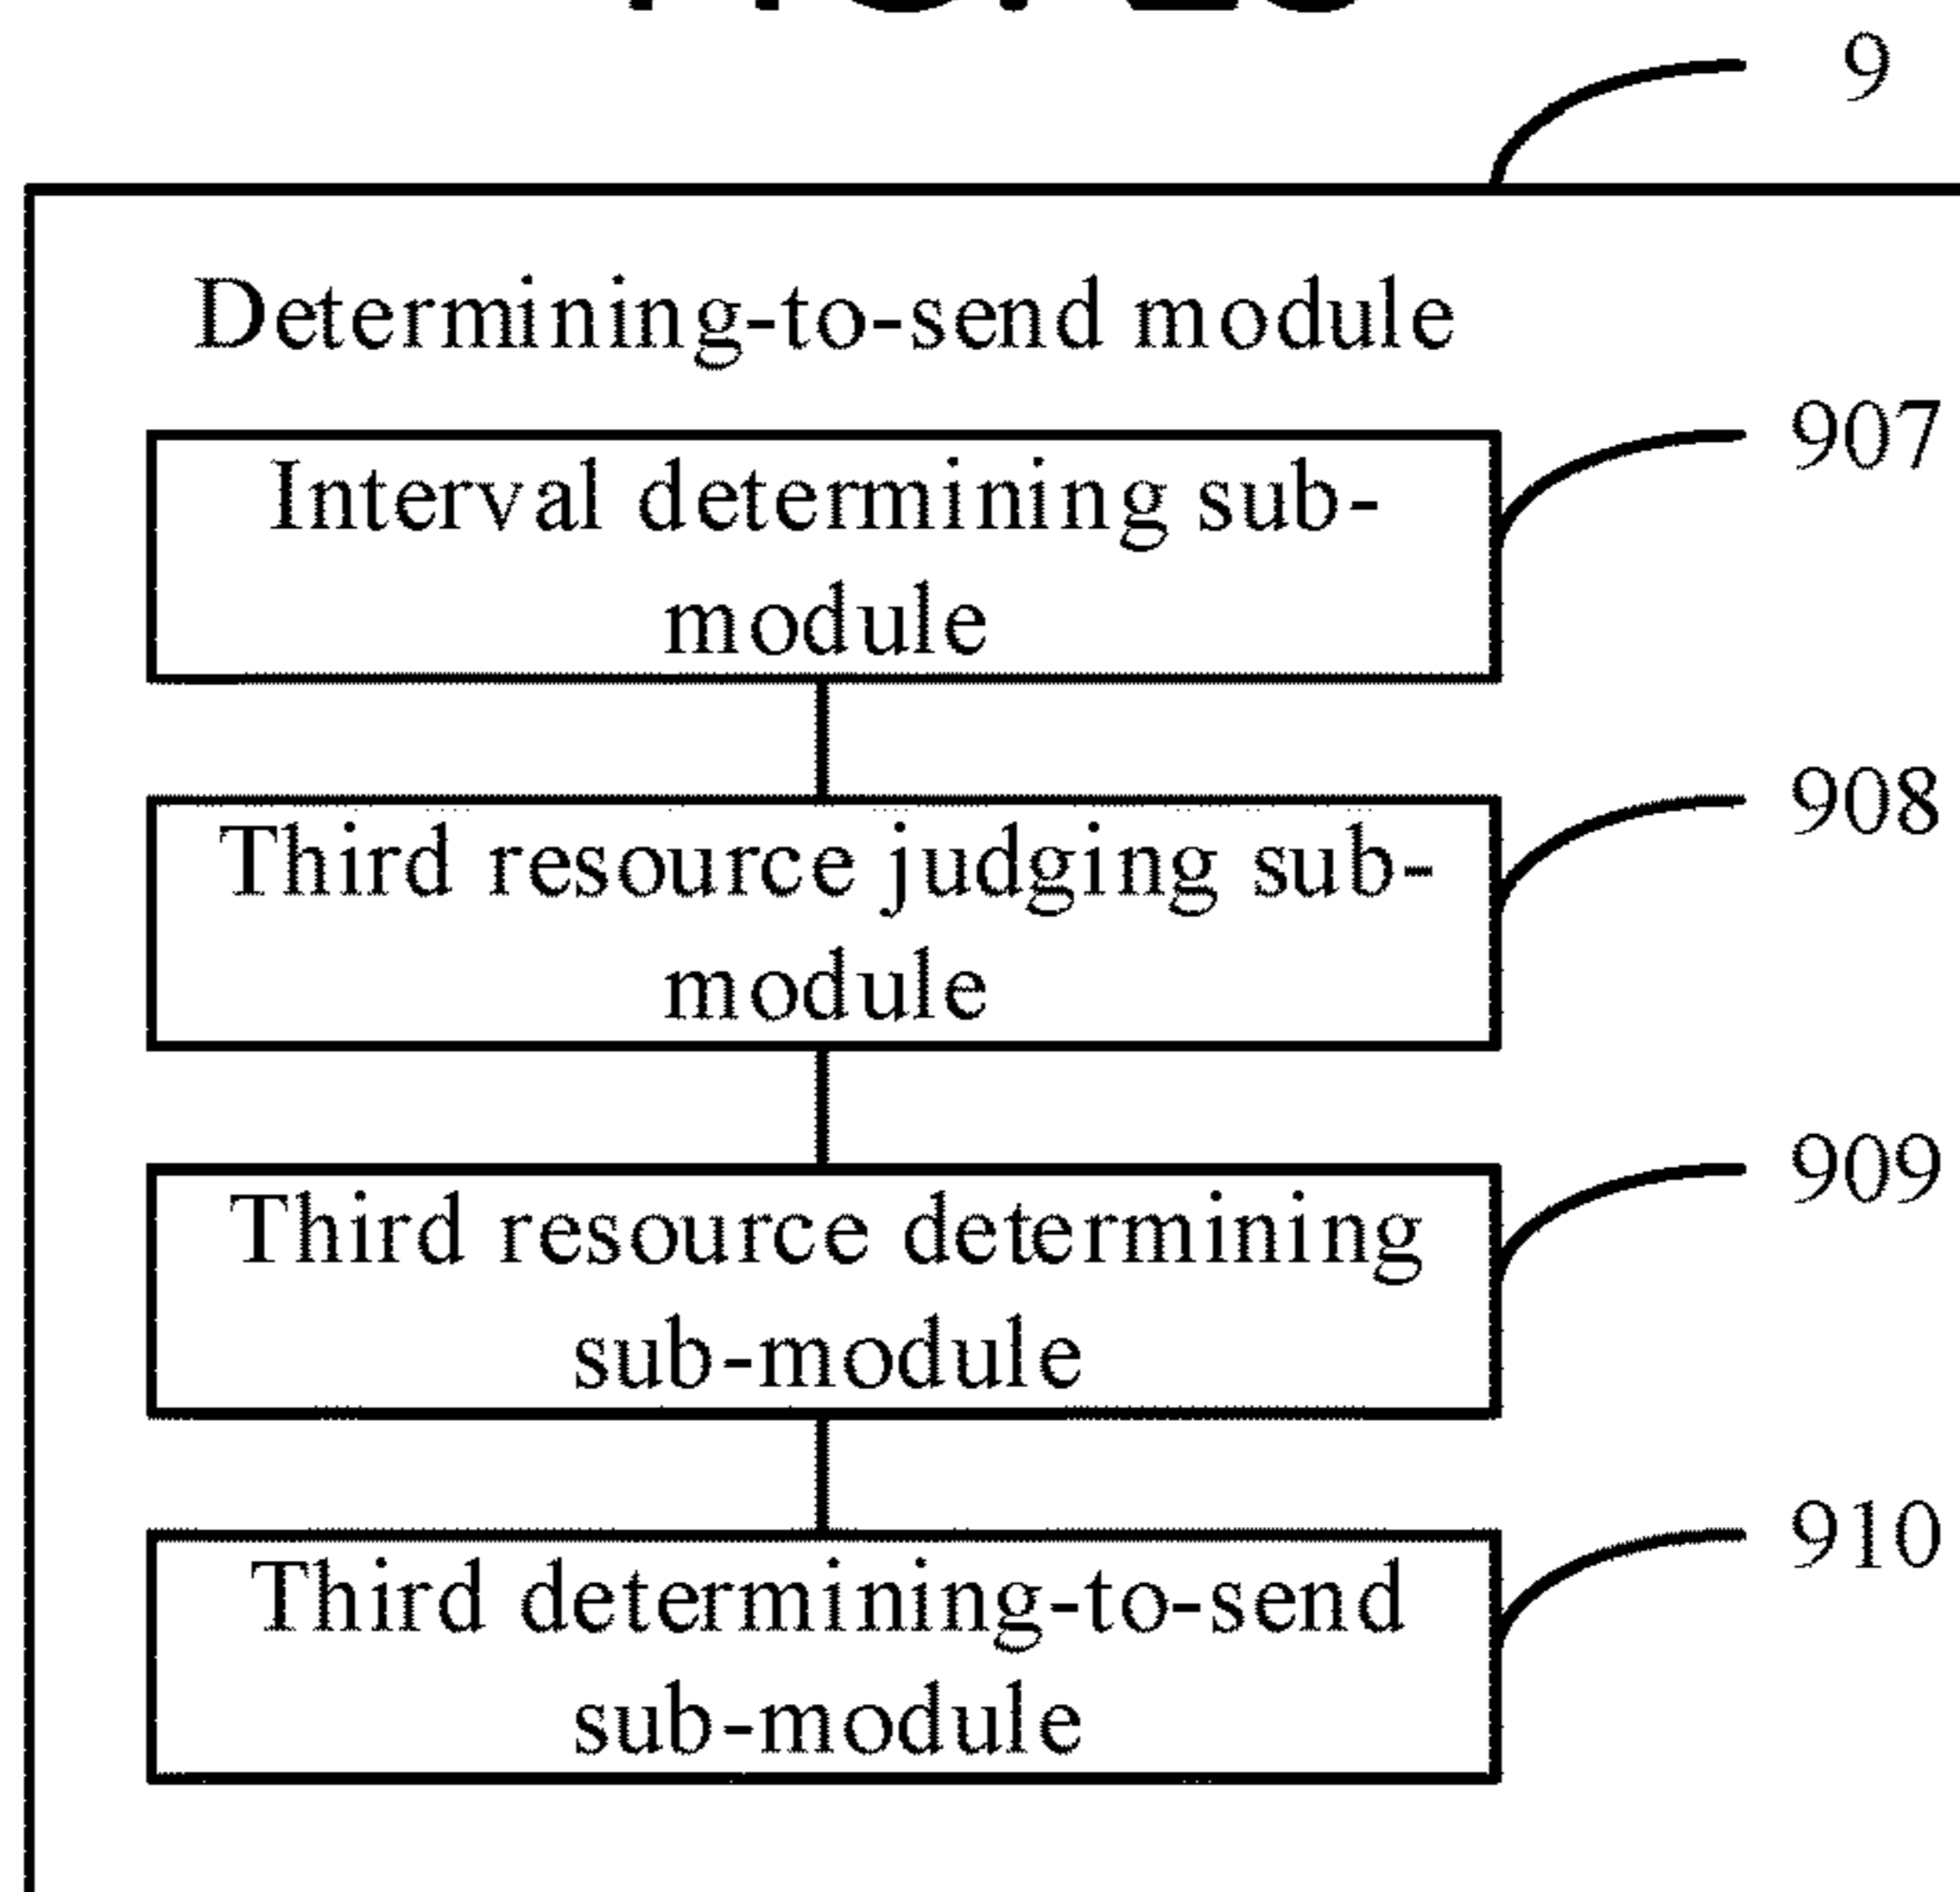 9
Determining-to-send module
907
Interval determining sub-
module
908
Third resource judging sub-
module
909
Third resource determining
sub-module
910
Third determining-to-send
sub-module